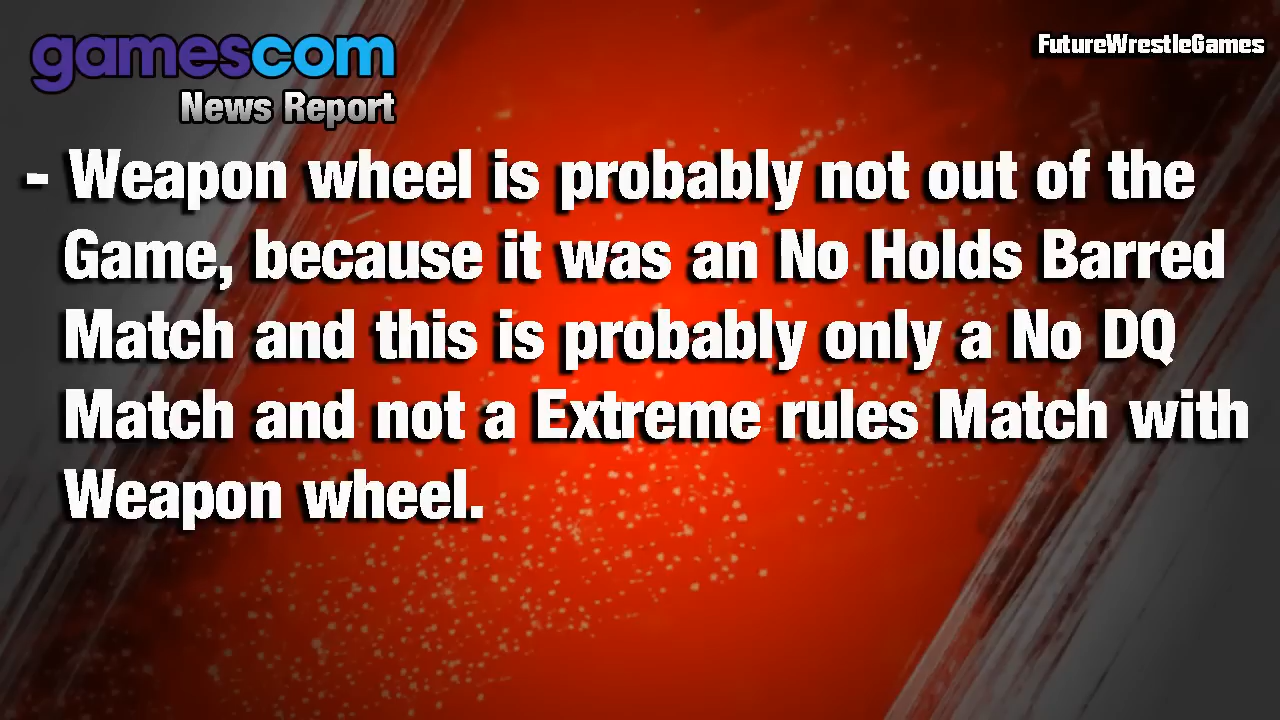 gamescom
News Report
FutureWrestleGames
- Weapon wheel is probably not out of the
Game, because it was an No Holds Barred
Match and this is probably only a No DQ
Match and not a Extreme rules Match with
Weapon wheel.